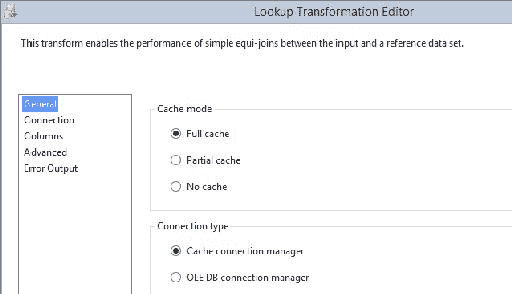 Lookup Transformation Editor
This transform enables the performance of simple equi-joins between the input and a reference data set.
General
Connection
Columns
Advanced
Error Output
Cache mode
Full cache
Partial cache
No cache
Connection type
Cache connection manager
OLE DB connection manager